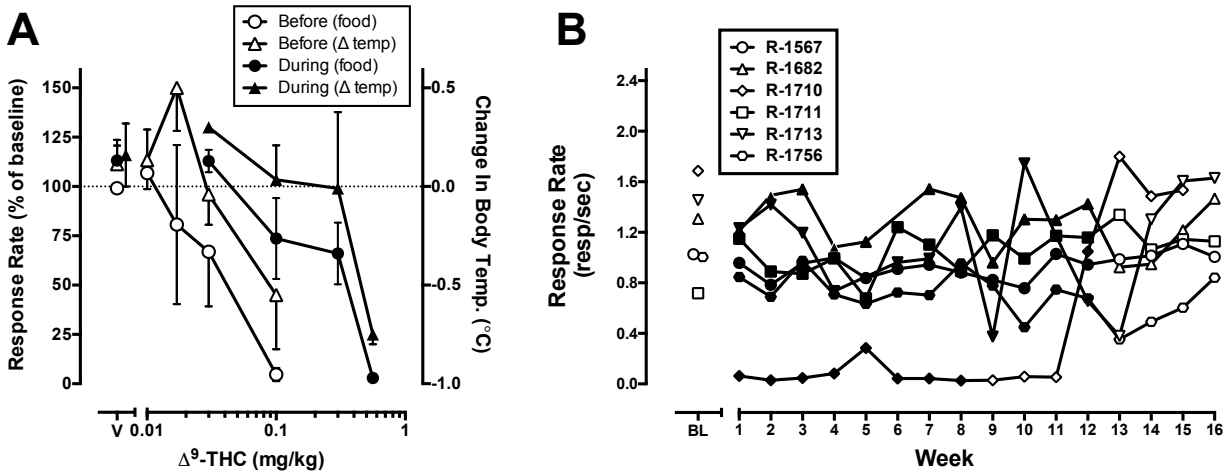 A
Before (food)
Before (Δ temp)
During (food)
During (Δ temp)
Response Rate (% of baseline)
150
125
100
75
50
25
0
0.5
0.0
-0.5
-1.0
Change In Body Temp. (°C)
V 0.01 0.1 1
Δ⁹-THC (mg/kg)
B
R-1567
R-1682
R-1710
R-1711
R-1713
R-1756
Response Rate
(resp/sec)
2.4
2.0
1.6
1.2
0.8
0.4
0.0
BL 1 2 3 4 5 6 7 8 9 10 11 12 13 14 15 16
Week